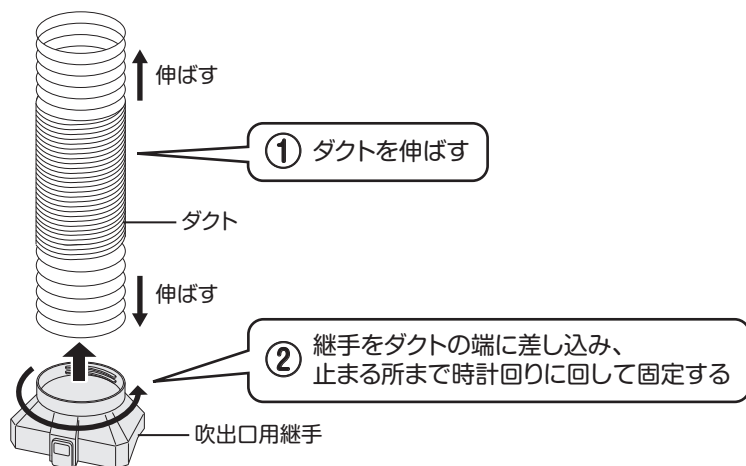 伸ばす
① ダクトを伸ばす
ダクト
伸ばす
② 継手をダクトの端に差し込み、
止まる所まで時計回りに回して固定する
吹出口用継手